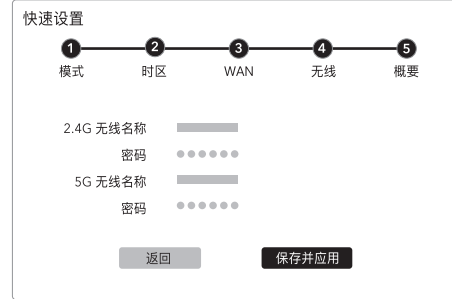 快速设置
1 2 3 4 5
模式 时区 WAN 无线 概要
2.4G 无线名称
密码
5G 无线名称
密码
返回 保存并应用